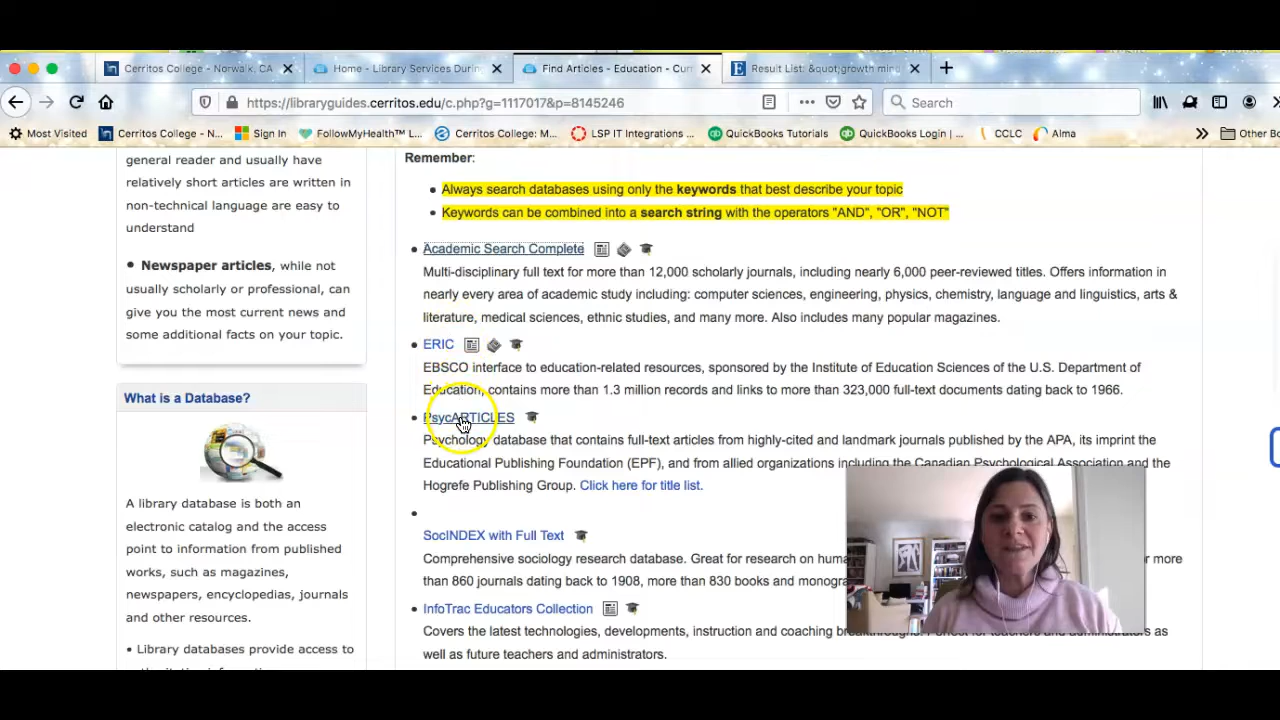 Cerritos College - Norwalk, CA
Home - Library Services Durin
Find Articles - Education - Curr
Result List: &quot;growth min
https://libraryguides.cerritos.edu/c.php?g=1117017&p=8145246
Search
Most Visited
Cerritos College - N...
Sign In
FollowMyHealth™ L...
Cerritos College: M...
LSP IT Integrations ...
QuickBooks Tutorials
QuickBooks Login | ...
CCLC
Alma
Other Bo
general reader and usually have
relatively short articles are written in
non-technical language are easy to
understand
• Newspaper articles, while not
usually scholarly or professional, can
give you the most current news and
some additional facts on your topic.
What is a Database?
A library database is both an
electronic catalog and the access
point to information from published
works, such as magazines,
newspapers, encyclopedias, journals
and other resources.
• Library databases provide access to
Remember:
• Always search databases using only the keywords that best describe your topic
• Keywords can be combined into a search string with the operators "AND", "OR", "NOT"
• Academic Search Complete
Multi-disciplinary full text for more than 12,000 scholarly journals, including nearly 6,000 peer-reviewed titles. Offers information in
nearly every area of academic study including: computer sciences, engineering, physics, chemistry, language and linguistics, arts &
literature, medical sciences, ethnic studies, and many more. Also includes many popular magazines.
• ERIC
EBSCO interface to education-related resources, sponsored by the Institute of Education Sciences of the U.S. Department of
Education, contains more than 1.3 million records and links to more than 323,000 full-text documents dating back to 1966.
• PsycARTICLES
Psychology database that contains full-text articles from highly-cited and landmark journals published by the APA, its imprint the
Educational Publishing Foundation (EPF), and from allied organizations including the Canadian Psychological Association and the
Hogrefe Publishing Group. Click here for title list.
•
SocINDEX with Full Text
Comprehensive sociology research database. Great for research on huma r more
than 860 journals dating back to 1908, more than 830 books and monogra
• InfoTrac Educators Collection
Covers the latest technologies, developments, instruction and coaching as
well as future teachers and administrators.